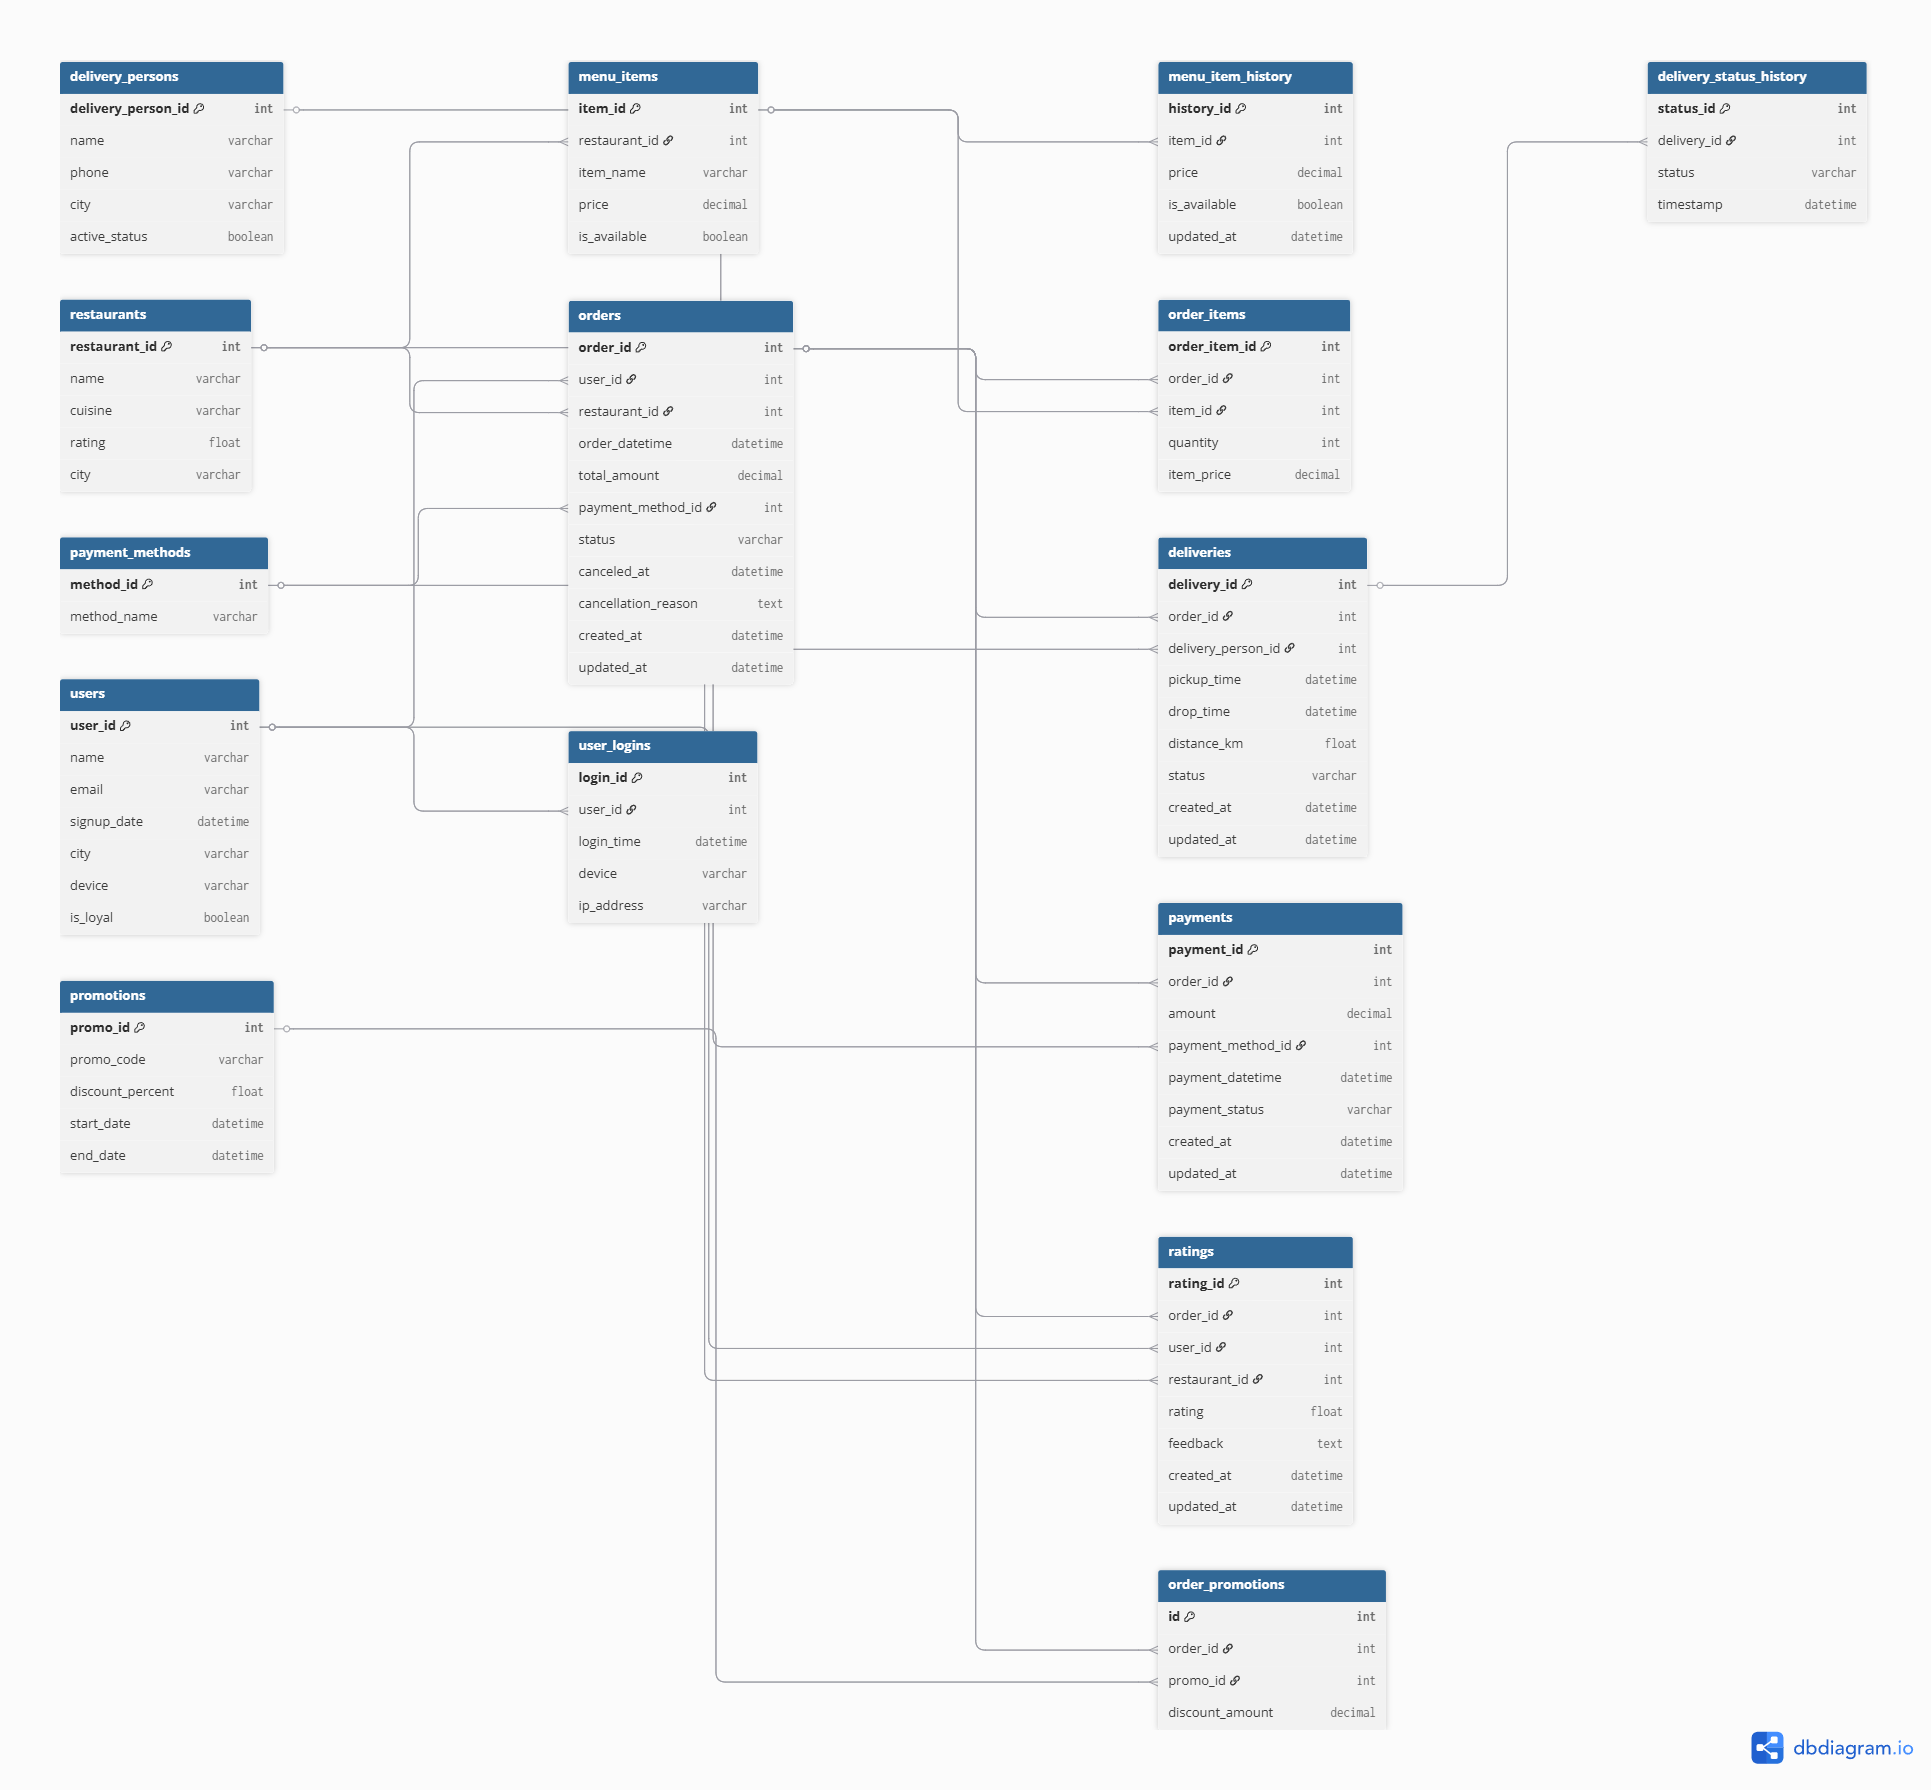 delivery_persons
delivery_person_id int
name varchar
phone varchar
city varchar
active_status boolean
restaurants
restaurant_id int
name varchar
cuisine varchar
rating float
city varchar
payment_methods
method_id int
method_name varchar
users
user_id int
name varchar
email varchar
signup_date datetime
city varchar
device varchar
is_loyal boolean
promotions
promo_id int
promo_code varchar
discount_percent float
start_date datetime
end_date datetime
menu_items
item_id int
restaurant_id int
item_name varchar
price decimal
is_available boolean
orders
order_id int
user_id int
restaurant_id int
order_datetime datetime
total_amount decimal
payment_method_id int
status varchar
canceled_at datetime
cancellation_reason text
created_at datetime
updated_at datetime
user_logins
login_id int
user_id int
login_time datetime
device varchar
ip_address varchar
menu_item_history
history_id int
item_id int
price decimal
is_available boolean
updated_at datetime
order_items
order_item_id int
order_id int
item_id int
quantity int
item_price decimal
deliveries
delivery_id int
order_id int
delivery_person_id int
pickup_time datetime
drop_time datetime
distance_km float
status varchar
created_at datetime
updated_at datetime
payments
payment_id int
order_id int
amount decimal
payment_method_id int
payment_datetime datetime
payment_status varchar
created_at datetime
updated_at datetime
ratings
rating_id int
order_id int
user_id int
restaurant_id int
rating float
feedback text
created_at datetime
updated_at datetime
order_promotions
id int
order_id int
promo_id int
discount_amount decimal
delivery_status_history
status_id int
delivery_id int
status varchar
timestamp datetime
dbdiagram.io